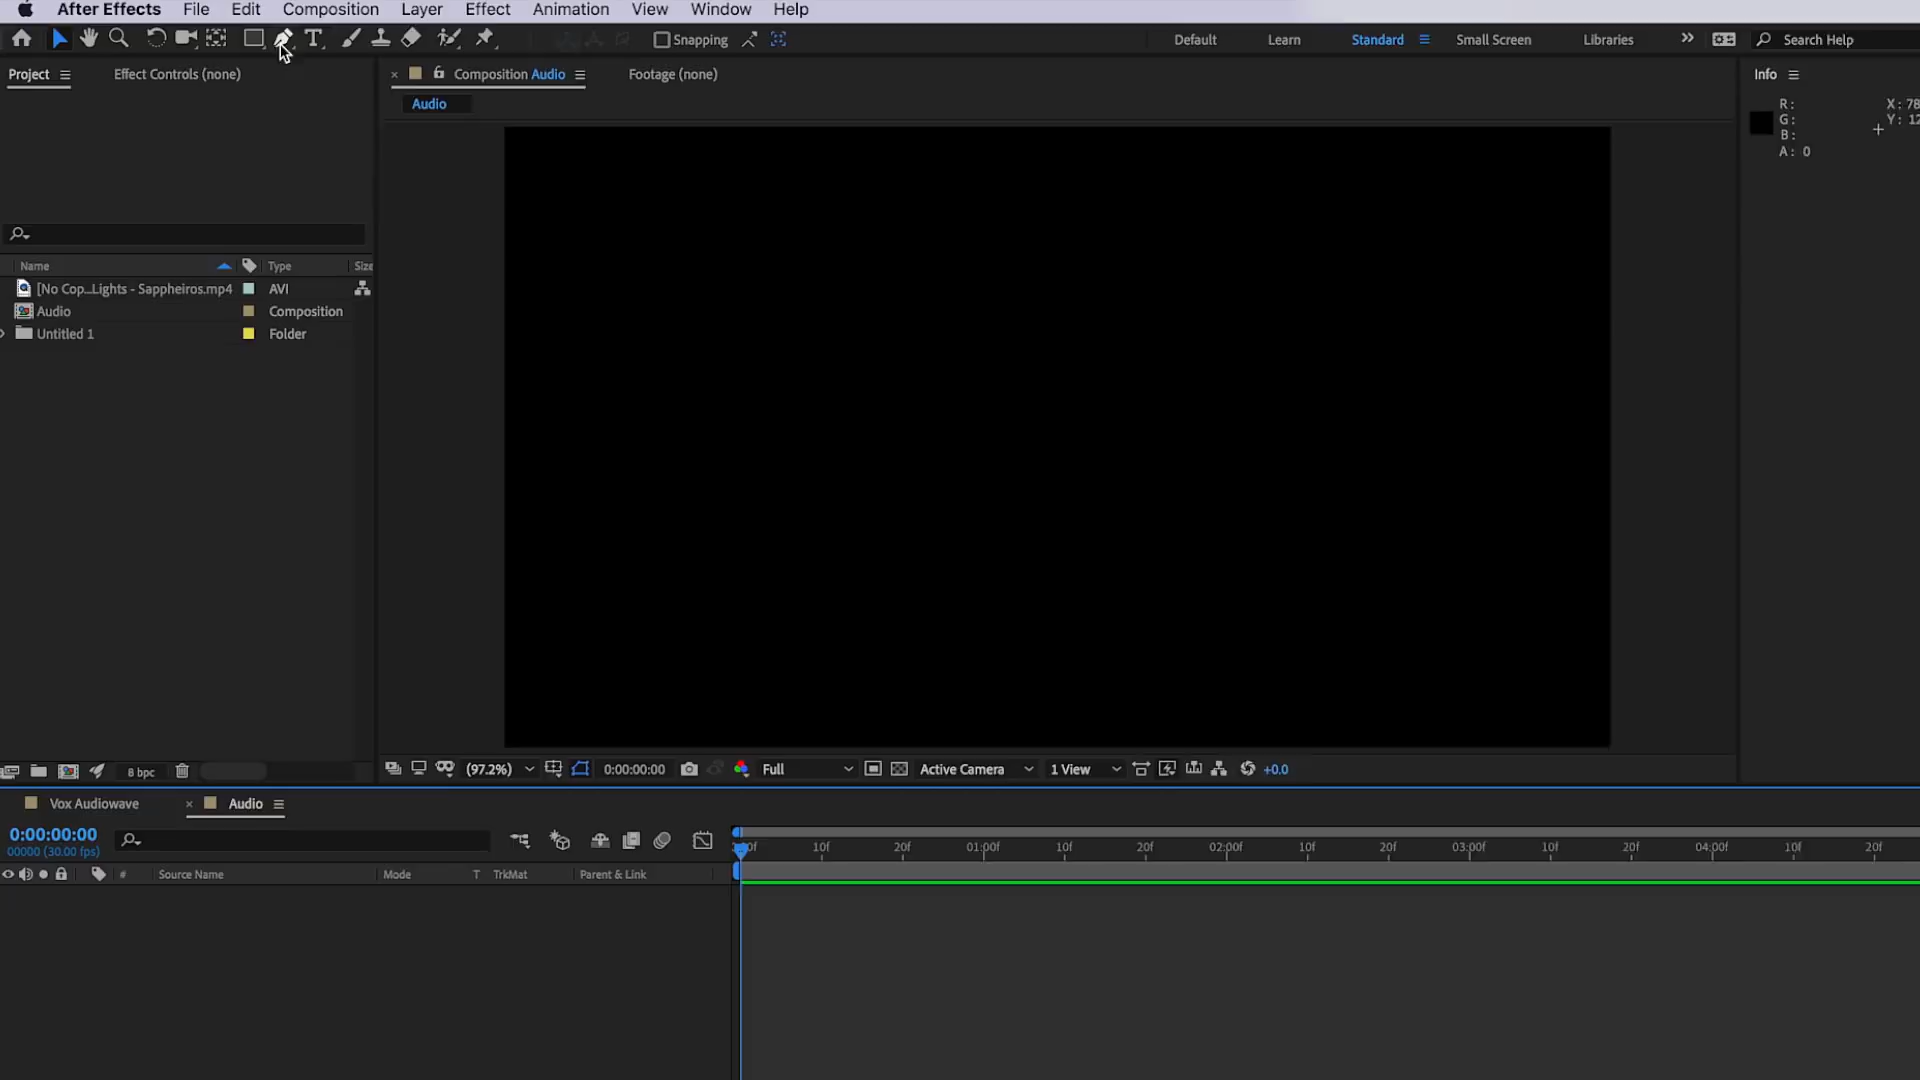 After Effects File Edit Composition Layer Effect Animation View Window Help
Snapping Default Learn Standard Small Screen Libraries Search Help
Project Effect Controls (none) Composition Audio Footage (none) Info
Audio
R: X: 78
G: Y: 12
B:
A: 0
Name Type Size
[No Cop...Lights - Sappheiros.mp4 AVI
Audio Composition
Untitled 1 Folder
8 bpc (97.2%) 0:00:00:00 Full Active Camera 1 View +0.0
Vox Audiowave Audio
0:00:00:00
00000 (30.00 fps)
10f 20f 01:00f 10f 20f 02:00f 10f 20f 03:00f 10f 20f 04:00f 10f 20f
# Source Name Mode T TrkMat Parent & Link